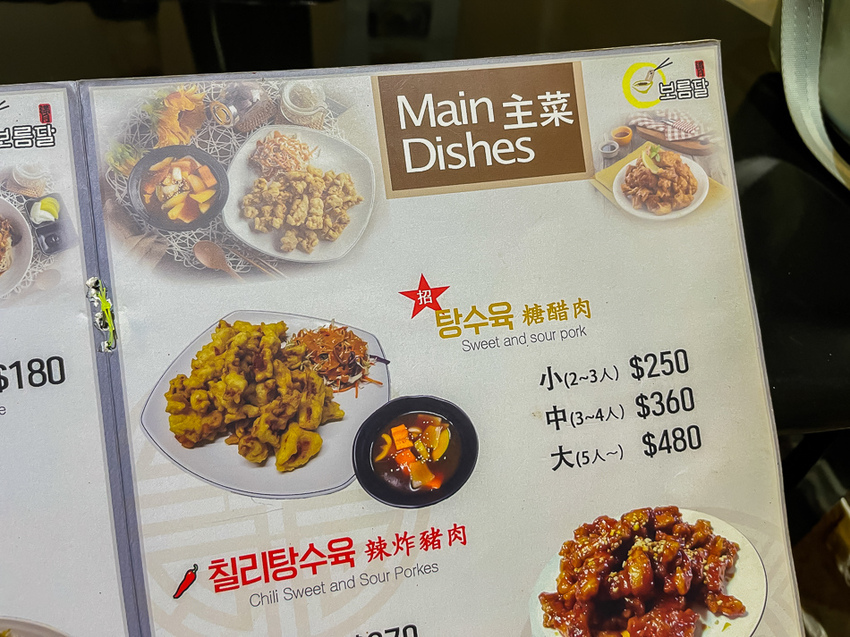 보름달
Main 主菜
Dishes
보름달
招
탕수육 糖醋肉
Sweet and sour pork
小(2~3人) $250
中(3~4人) $360
大(5人~) $480
$180
칠리탕수육 辣炸豬肉
Chili Sweet and Sour Porkes